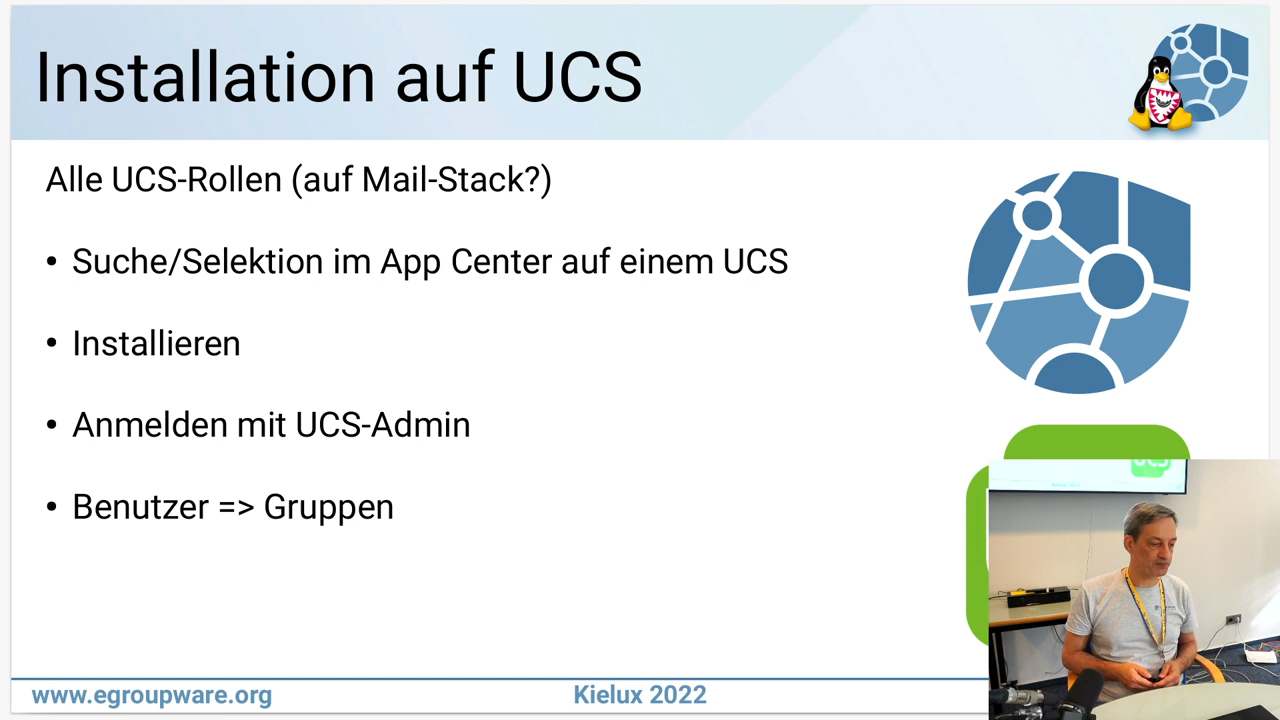 Installation auf UCS
Alle UCS-Rollen (auf Mail-Stack?)
• Suche/Selektion im App Center auf einem UCS
• Installieren
• Anmelden mit UCS-Admin
• Benutzer => Gruppen
www.egroupware.org
Kielux 2022